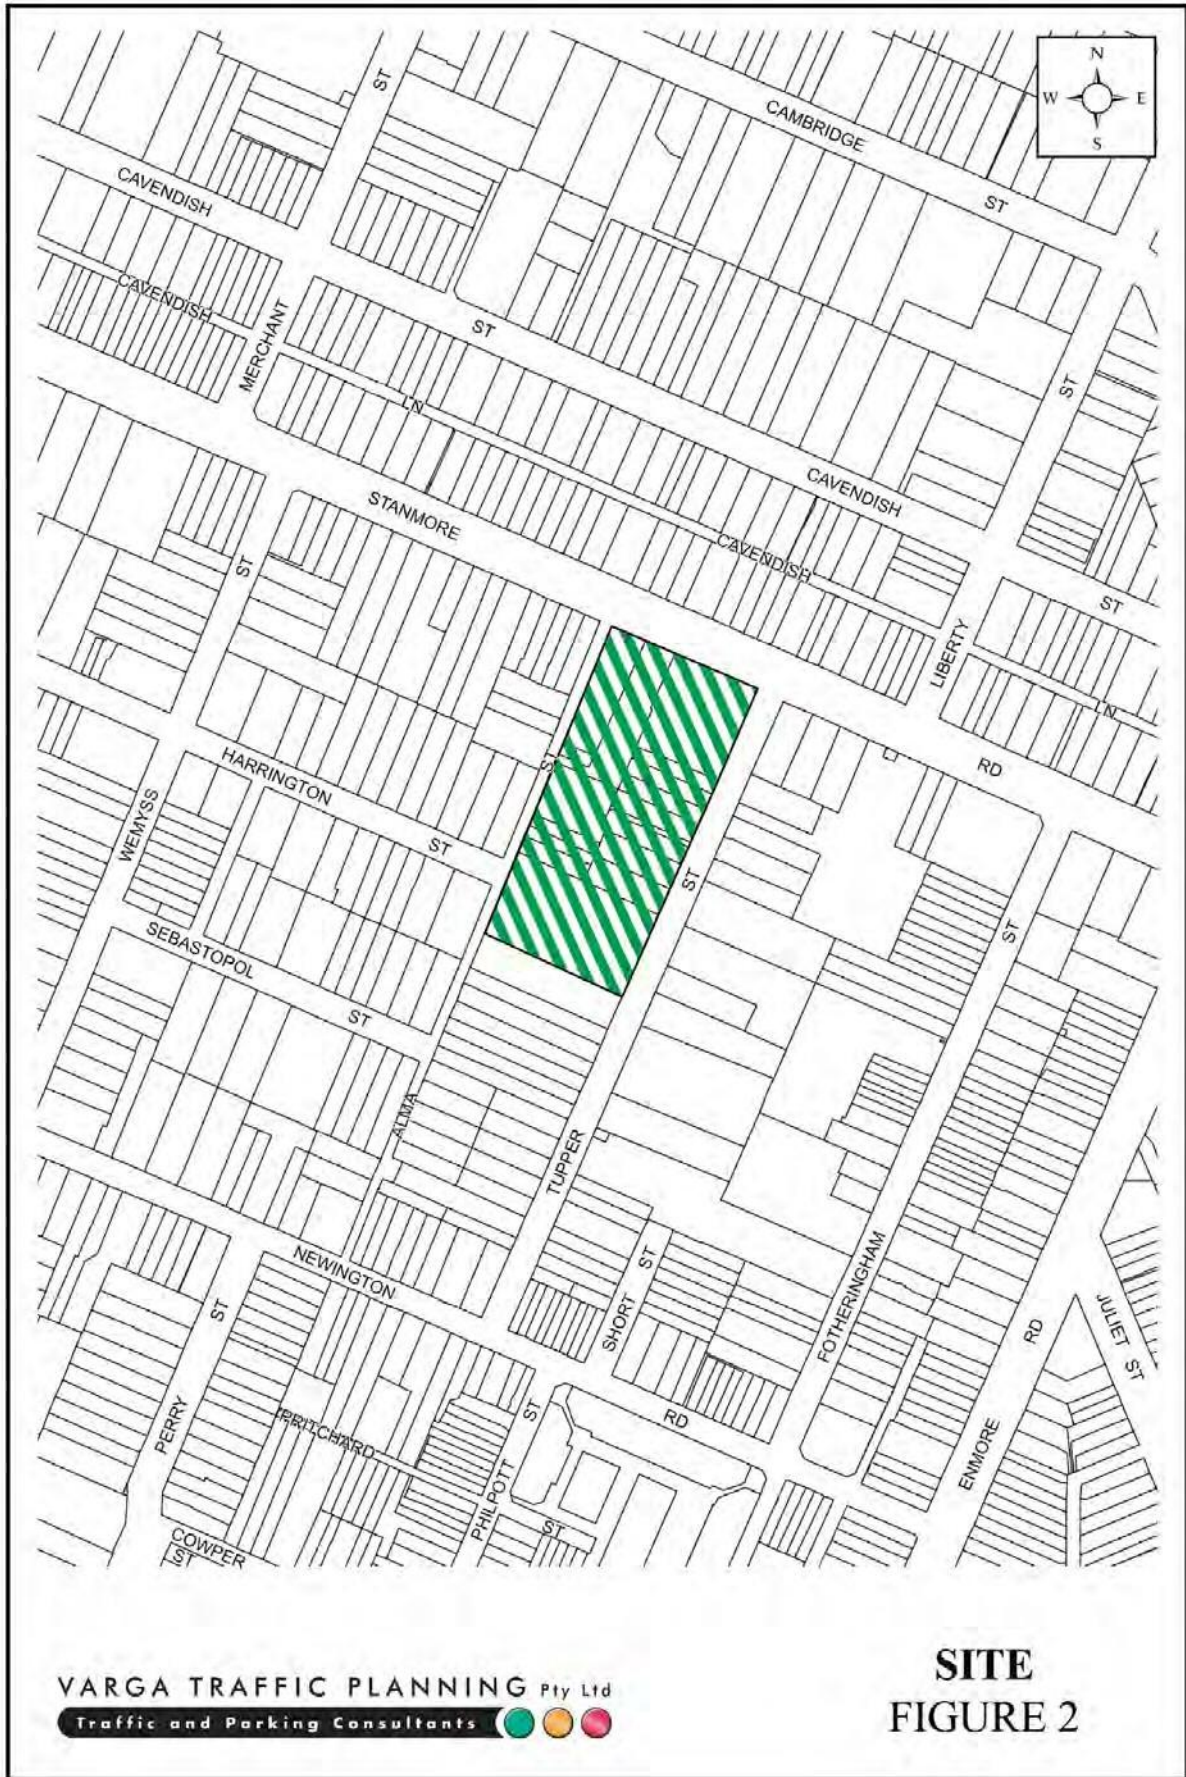 N
W E
S
ST
CAMBRIDGE
CAVENDISH
ST
CAVENDISH
MERCHANT
ST
ST
LN
CAVENDISH
STANMORE
CAVENDISH
ST
ST
LIBERTY
LN
HARRINGTON
ST
RD
WEMYSS
ST
ST
ST
SEBASTOPOL
ST
ALMA
TUPPER
NEWINGTON
ST
SHORT
FOTHERINGHAM
ST
RD
JULIET ST
PERRY
PRITCHARD
ST
RD
ENMORE
PHILPOTT
ST
COWPER
ST
VARGA TRAFFIC PLANNING Pty Ltd
Traffic and Parking Consultants
SITE
FIGURE 2